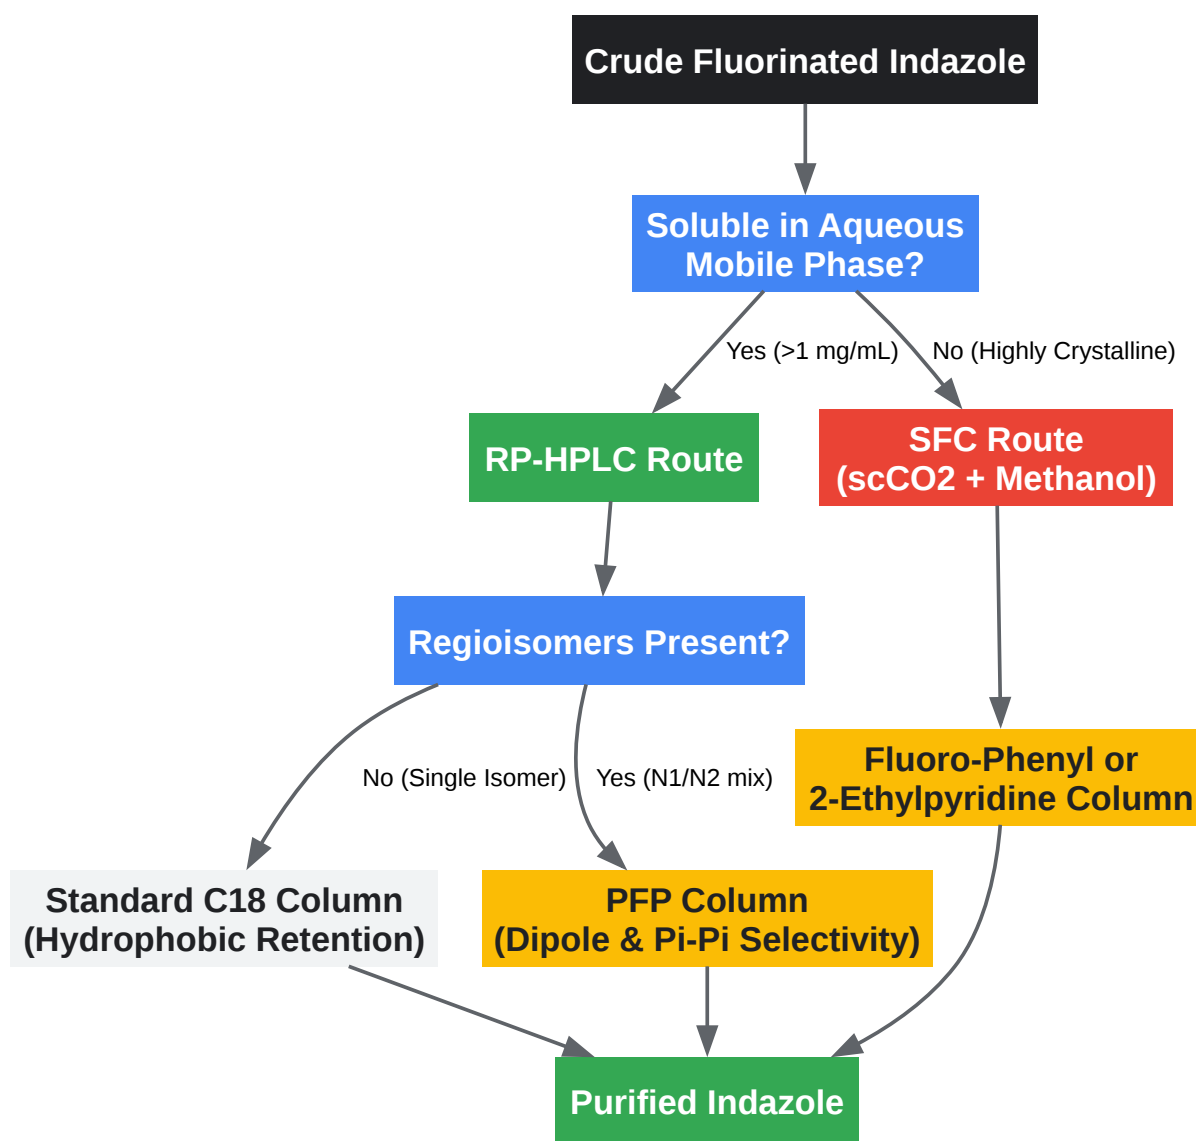 Crude Fluorinated Indazole
Soluble in Aqueous
Mobile Phase?
Yes (>1 mg/mL)
No (Highly Crystalline)
RP-HPLC Route
SFC Route
(scCO2 + Methanol)
Regioisomers Present?
No (Single Isomer)
Yes (N1/N2 mix)
Fluoro-Phenyl or
2-Ethylpyridine Column
Standard C18 Column
(Hydrophobic Retention)
PFP Column
(Dipole & Pi-Pi Selectivity)
Purified Indazole